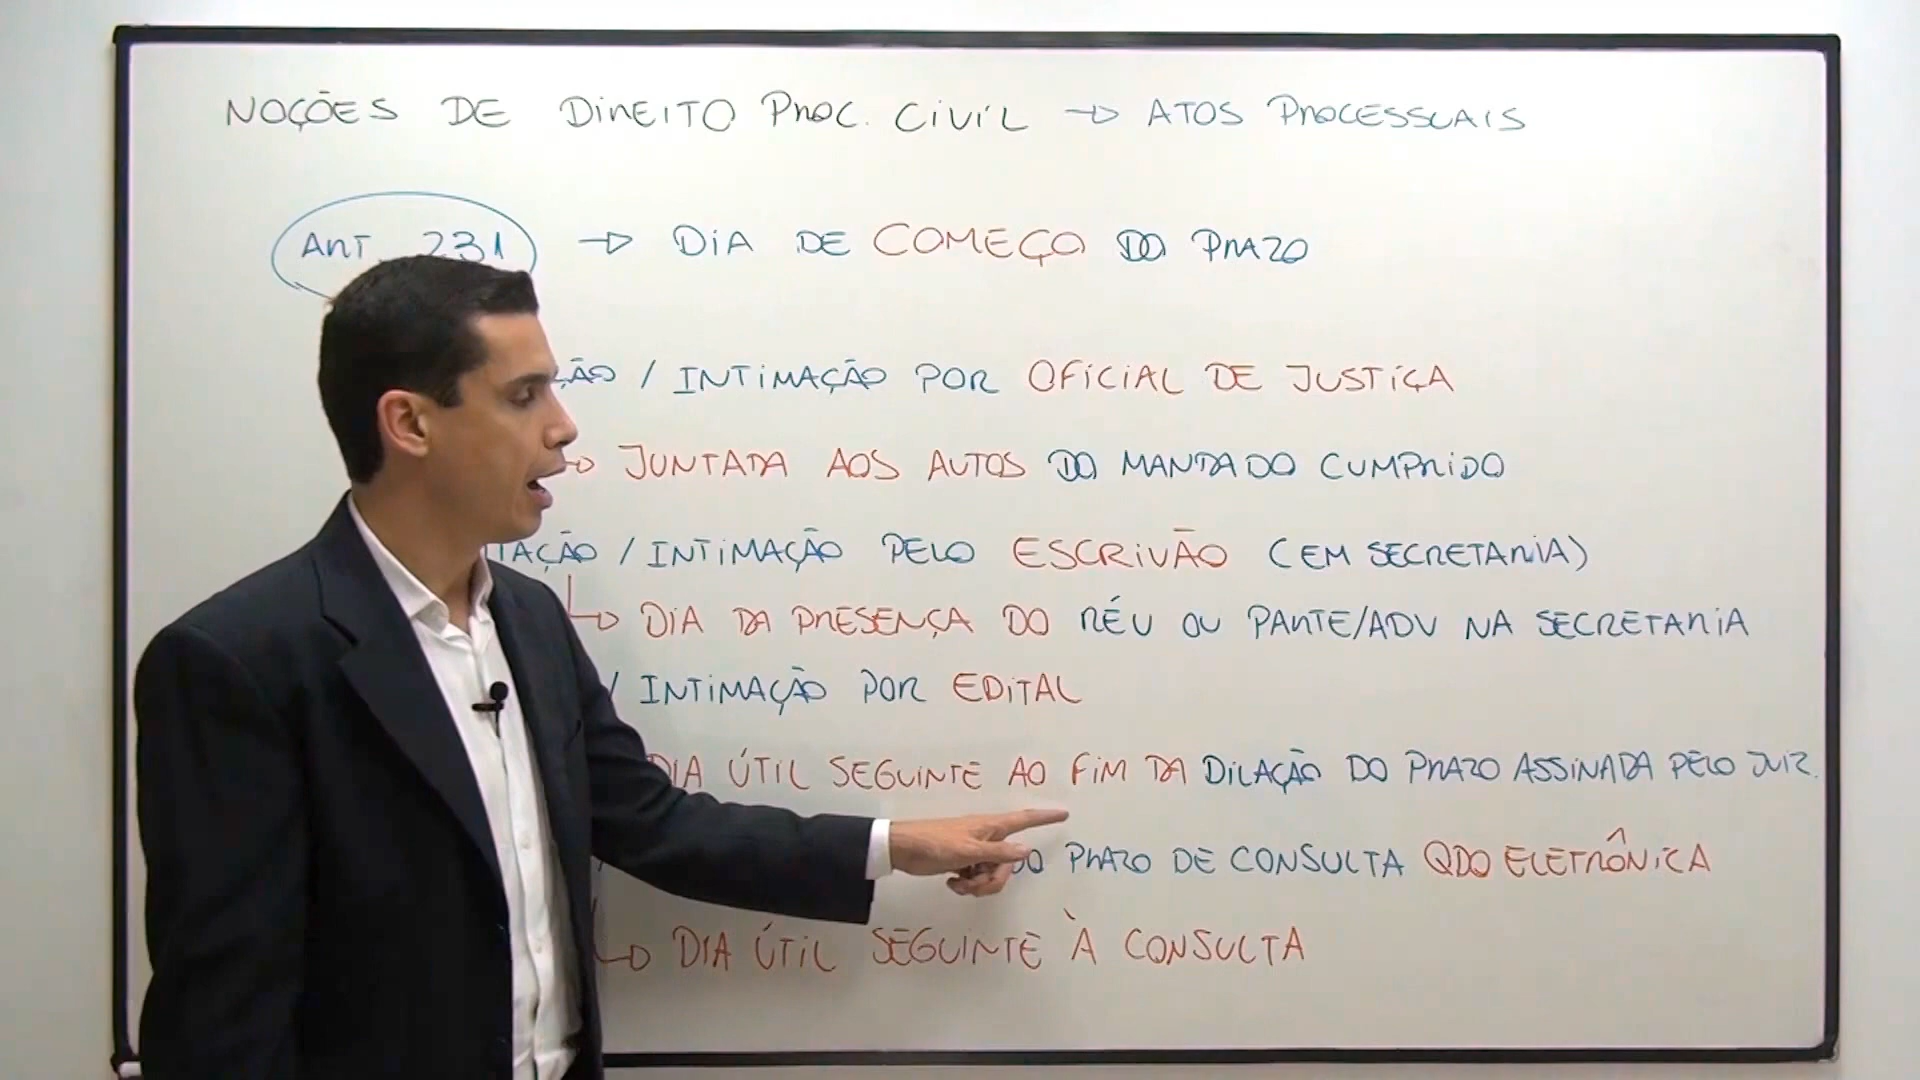 NOÇÕES DE DIREITO PROC. CIVIL → ATOS PROCESSUAIS
ART. 231 → DIA DE COMEÇO DO PRAZO
ÇÃO / INTIMAÇÃO POR OFICIAL DE JUSTIÇA
→ JUNTADA AOS AUTOS DO MANDADO CUMPRIDO
TAÇÃO / INTIMAÇÃO PELO ESCRIVÃO (EM SECRETARIA)
↳ DIA DA PRESENÇA DO RÉU OU PARTE/ADV NA SECRETARIA
/ INTIMAÇÃO POR EDITAL
DIA ÚTIL SEGUINTE AO FIM DA DILAÇÃO DO PRAZO ASSINADA PELO JUIZ.
DO PRAZO DE CONSULTA QDO ELETRÔNICA
↳ DIA ÚTIL SEGUINTE À CONSULTA